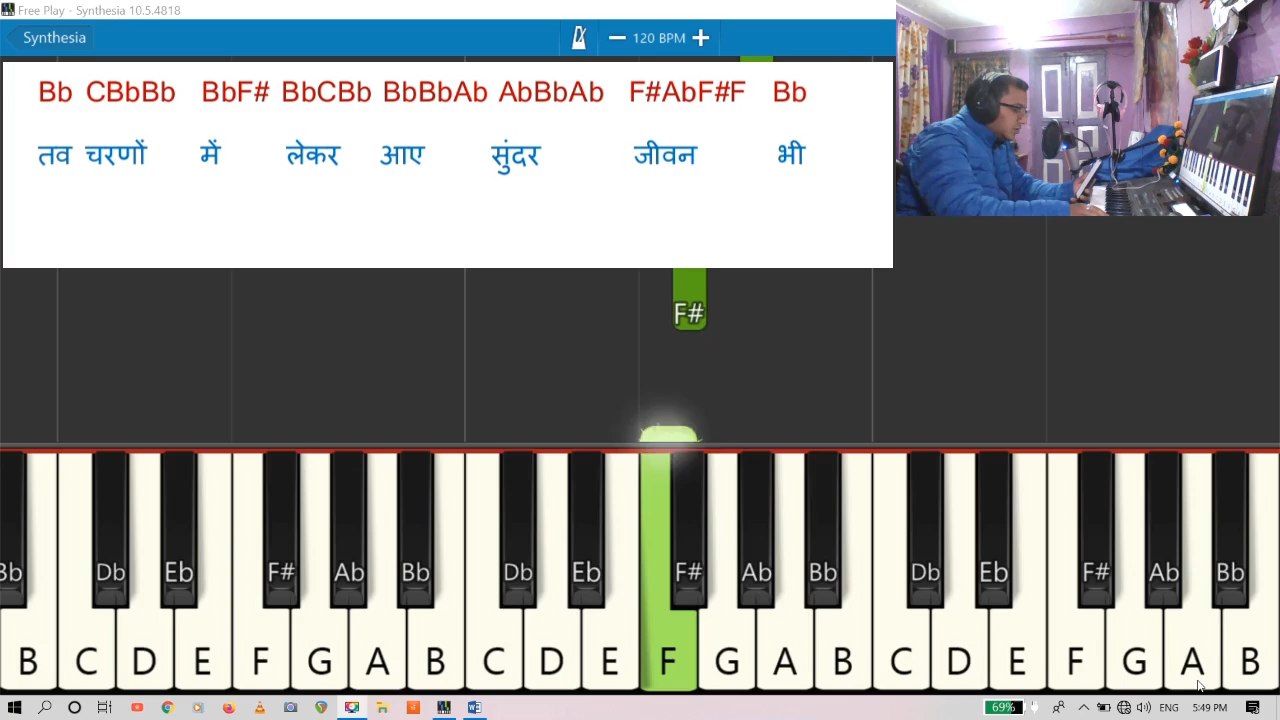 Free Play - Synthesia 10.5.4818
Synthesia 120 BPM
Bb CBbBb BbF# BbCBb BbBbAb AbBbAb F#AbF#F Bb
तव चरणों में लेकर आए सुंदर जीवन भी
F#
Bb Db Eb F# Ab Bb Db Eb F# Ab Bb Db Eb F# Ab Bb
B C D E F G A B C D E F G A B C D E F G A B
69% ENG 5:49 PM